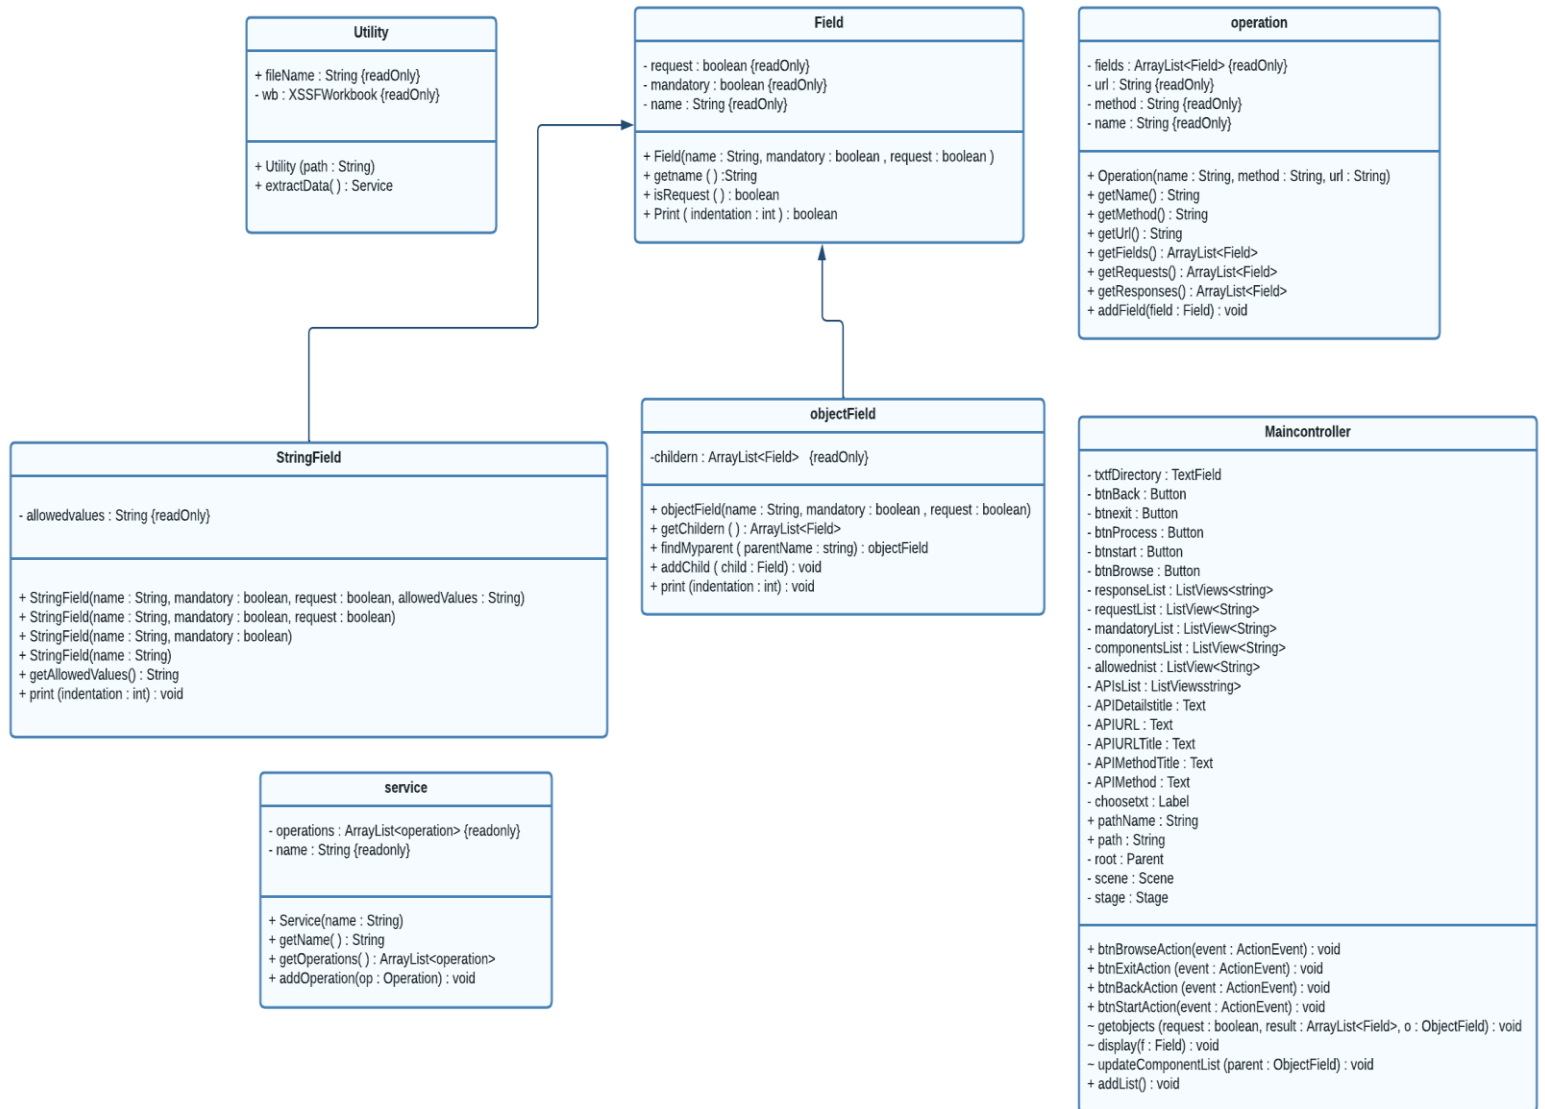 Utility
+ fileName : String {readOnly}
- wb : XSSFWorkbook {readOnly}
+ Utility (path : String)
+ extractData( ) : Service
Field
- request : boolean {readOnly}
- mandatory : boolean {readOnly}
- name : String {readOnly}
+ Field(name : String, mandatory : boolean , request : boolean )
+ getname ( ) :String
+ isRequest ( ) : boolean
+ Print ( indentation : int ) : boolean
operation
- fields : ArrayList<Field> {readOnly}
- url : String {readOnly}
- method : String {readOnly}
- name : String {readOnly}
+ Operation(name : String, method : String, url : String)
+ getName() : String
+ getMethod() : String
+ getUrl() : String
+ getFields() : ArrayList<Field>
+ getRequests() : ArrayList<Field>
+ getResponses() : ArrayList<Field>
+ addField(field : Field) : void
StringField
- allowedvalues : String {readOnly}
+ StringField(name : String, mandatory : boolean, request : boolean, allowedValues : String)
+ StringField(name : String, mandatory : boolean, request : boolean)
+ StringField(name : String, mandatory : boolean)
+ StringField(name : String)
+ getAllowedValues() : String
+ print (indentation : int) : void
objectField
-childern : ArrayList<Field> {readOnly}
+ objectField(name : String, mandatory : boolean , request : boolean)
+ getChildern ( ) : ArrayList<Field>
+ findMyparent ( parentName : string) : objectField
+ addChild ( child : Field) : void
+ print (indentation : int) : void
Maincontroller
- txtfDirectory : TextField
- btnBack : Button
- btnexit : Button
- btnProcess : Button
- btnstart : Button
- btnBrowse : Button
- responseList : ListViews<string>
- requestList : ListView<String>
- mandatoryList : ListView<String>
- componentsList : ListView<String>
- allowednist : ListView<String>
- APIsList : ListViewsstring>
- APIDetailstitle : Text
- APIURL : Text
- APIURLTitle : Text
- APIMethodTitle : Text
- APIMethod : Text
- choosetxt : Label
+ pathName : String
+ path : String
- root : Parent
- scene : Scene
- stage : Stage
+ btnBrowseAction(event : ActionEvent) : void
+ btnExitAction (event : ActionEvent) : void
+ btnBackAction (event : ActionEvent) : void
+ btnStartAction(event : ActionEvent) : void
~ getobjects (request : boolean, result : ArrayList<Field>, o : ObjectField) : void
~ display(f : Field) : void
~ updateComponentList (parent : ObjectField) : void
+ addList() : void
service
- operations : ArrayList<operation> {readonly}
- name : String {readonly}
+ Service(name : String)
+ getName( ) : String
+ getOperations( ) : ArrayList<operation>
+ addOperation(op : Operation) : void